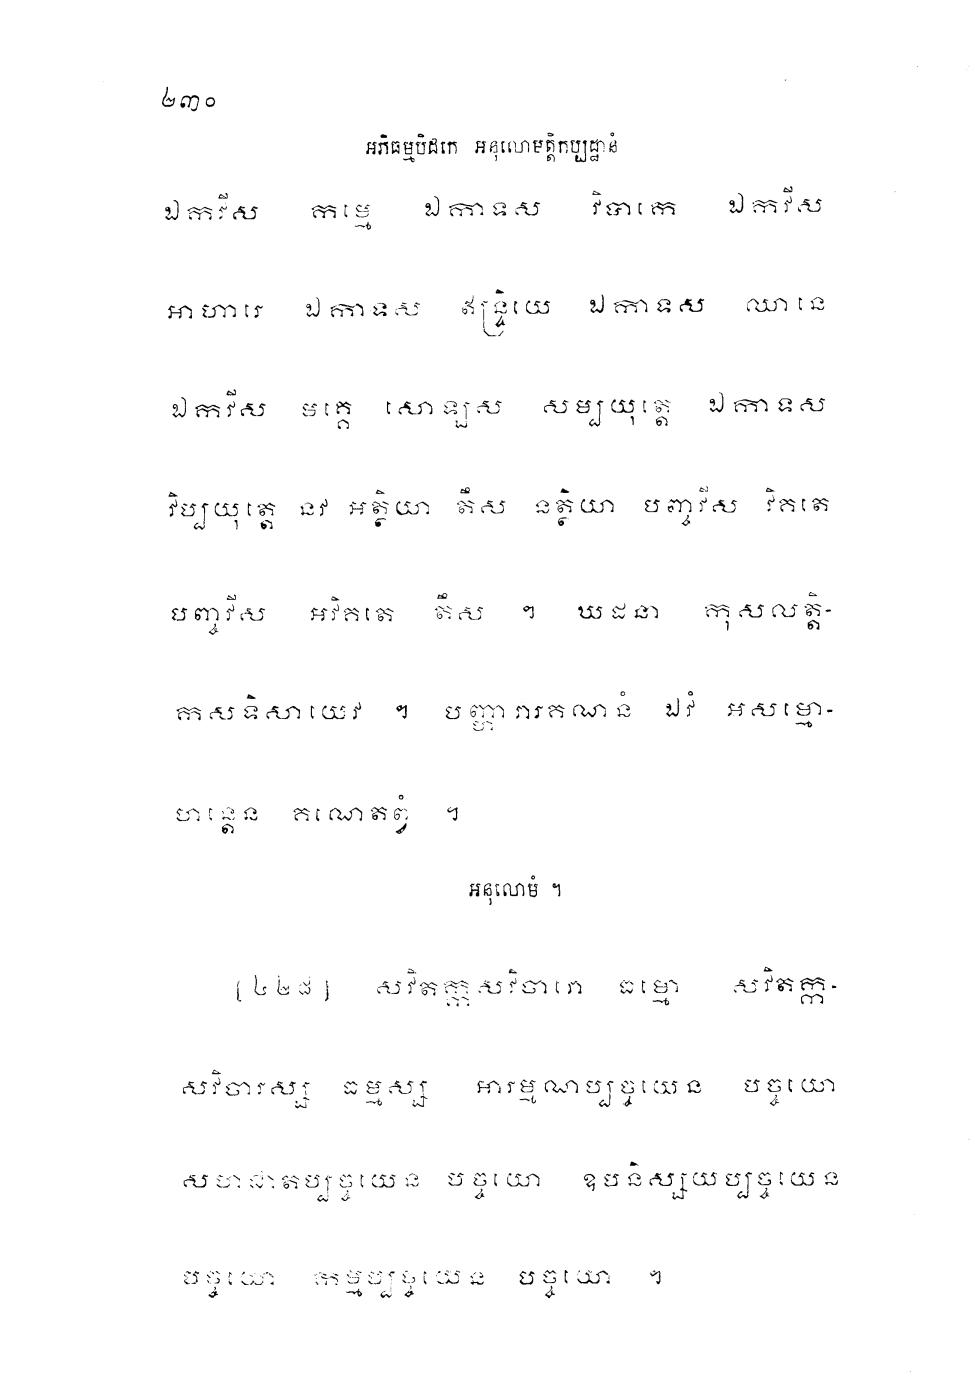 ២៣០
អភិធម្មបិដកេ អនុលោមត្តិកប្បដ្ឋានំ
ឯកវីស កម្មេ ឯកាទស វិបាកេ ឯកវីស
អាហារេ ឯកាទស ឥន្ទ្រិយេ ឯកាទស ឈានេ
ឯកវីស មគ្គេ សោឡស សម្បយុត្តេ ឯកាទស
វិប្បយុត្តេ នវ អត្ថិយា តឹស នត្ថិយា បញ្ចវីស វិគតេ
បញ្ចវីស អវិគតេ តឹស ។ ឃដនា កុសលត្តិ-
កសទិសាយេវ ។ បញ្ហាវារគណនំ ឯវំ អសម្មោ-
ហន្តេន គណេតព្វំ ។
អនុលោមំ ។
[៤៤៨] សវិតក្កសវិចារោ ធម្មោ សវិតក្ក-
សវិចារស្ស ធម្មស្ស អារម្មណប្បច្ចយេន បច្ចយោ
សហជាតប្បច្ចយេន បច្ចយោ ឧបនិស្សយប្បច្ចយេន
បច្ចយោ កម្មប្បច្ចយេន បច្ចយោ ។